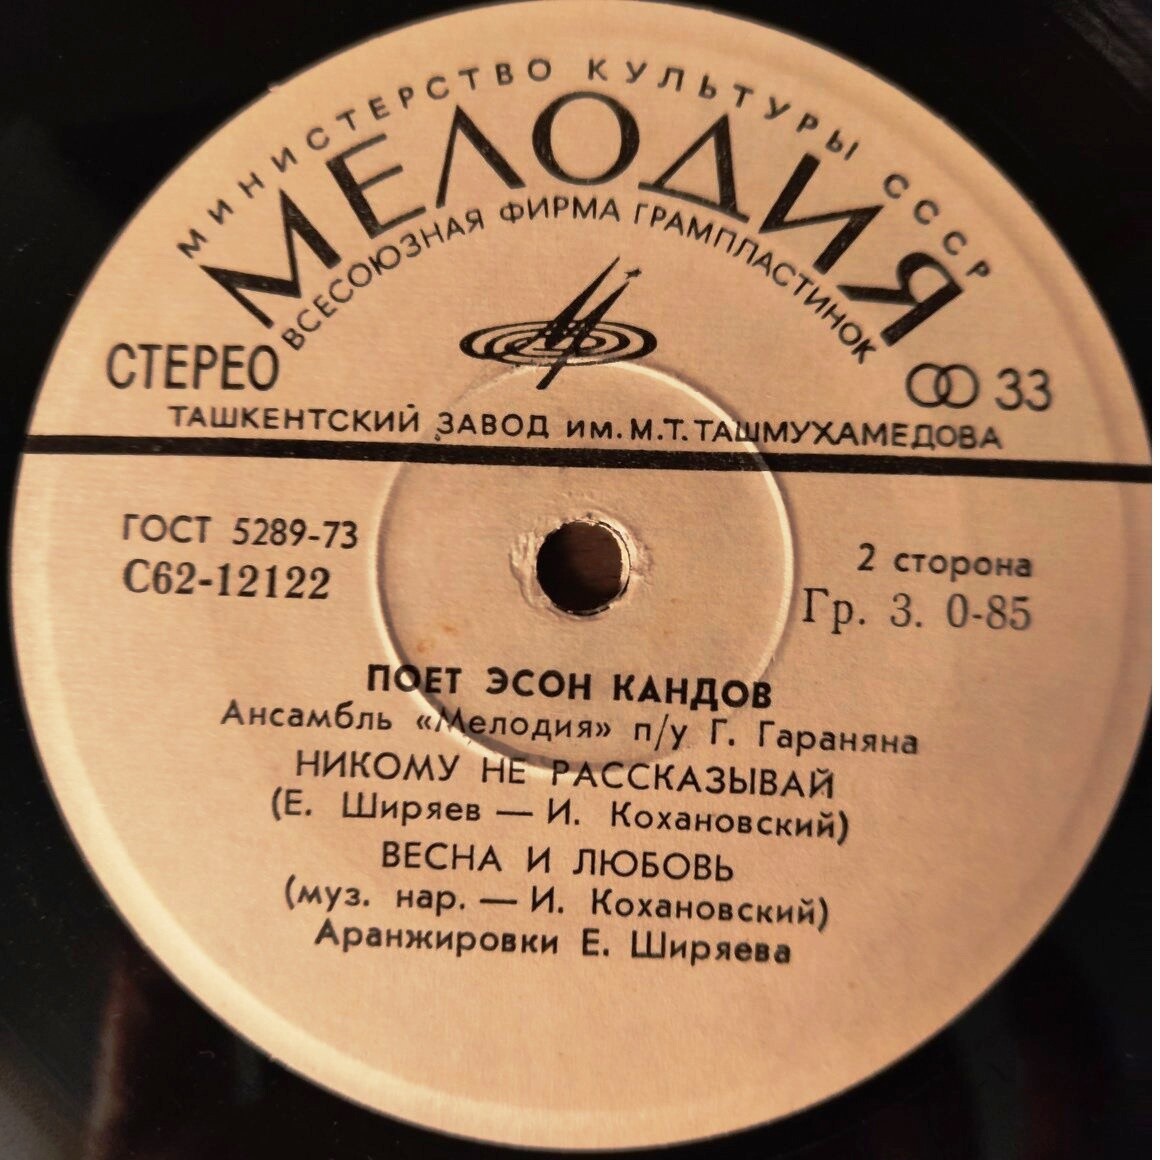 МИНИСТЕРСТВО КУЛЬТУРЫ СССР
МЕЛОДИЯ
ВСЕСОЮЗНАЯ ФИРМА ГРАМПЛАСТИНОК
СТЕРЕО
33
ТАШКЕНТСКИЙ ЗАВОД ИМ. М.Т. ТАШМУХАМЕДОВА
ГОСТ 5289-73
С62-12122
2 сторона
Гр. 3. 0-85
ПОЕТ ЭСОН КАНДОВ
Ансамбль «Мелодия» п/у Г. Гараняна
НИКОМУ НЕ РАССКАЗЫВАЙ
(Е. Ширяев — И. Кохановский)
ВЕСНА И ЛЮБОВЬ
(муз. нар. — И. Кохановский)
Аранжировки Е. Ширяева